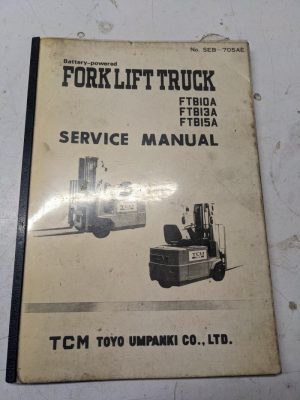 No. SEB-705AE
Battery-powered
FORK LIFT TRUCK
FTB10A
FTB13A
FTB15A
SERVICE MANUAL
TCM TOYO UMPANKI CO., LTD.